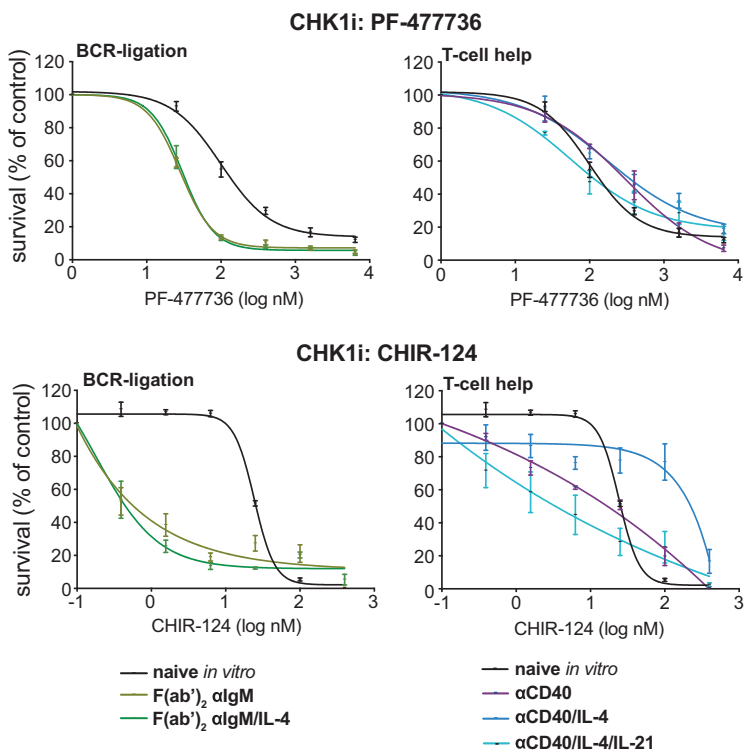 CHK1i: PF-477736
BCR-ligation
T-cell help
survival (% of control)
120
100
80
60
40
20
0
0 1 2 3 4
PF-477736 (log nM)
120
100
80
60
40
20
0
0 1 2 3 4
PF-477736 (log nM)
CHK1i: CHIR-124
BCR-ligation
T-cell help
survival (% of control)
120
100
80
60
40
20
0
-1 0 1 2 3
CHIR-124 (log nM)
120
100
80
60
40
20
0
-1 0 1 2 3
CHIR-124 (log nM)
naive in vitro
F(ab')₂ αIgM
F(ab')₂ αIgM/IL-4
naive in vitro
αCD40
αCD40/IL-4
αCD40/IL-4/IL-21